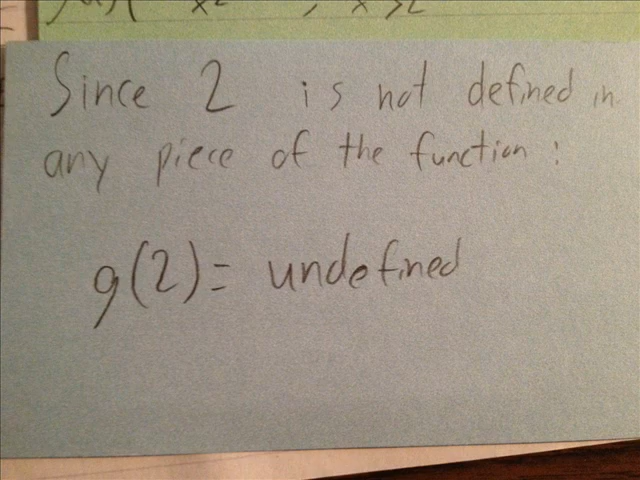 Since 2 is not defined in
any piece of the function:
g(2) = undefined